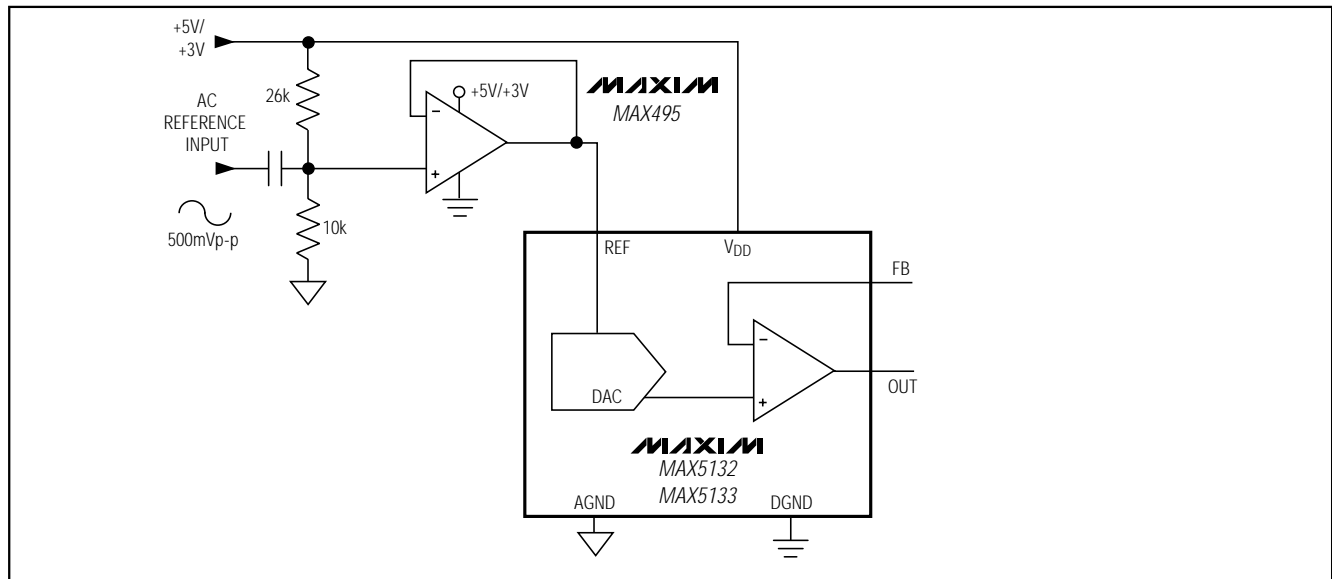 +5V/
+3V
26k
AC
REFERENCE
INPUT
500mVp-p
10k
+5V/+3V
−
+
MAXIM
MAX495
REF
VDD
FB
−
+
OUT
DAC
MAXIM
MAX5132
MAX5133
AGND
DGND